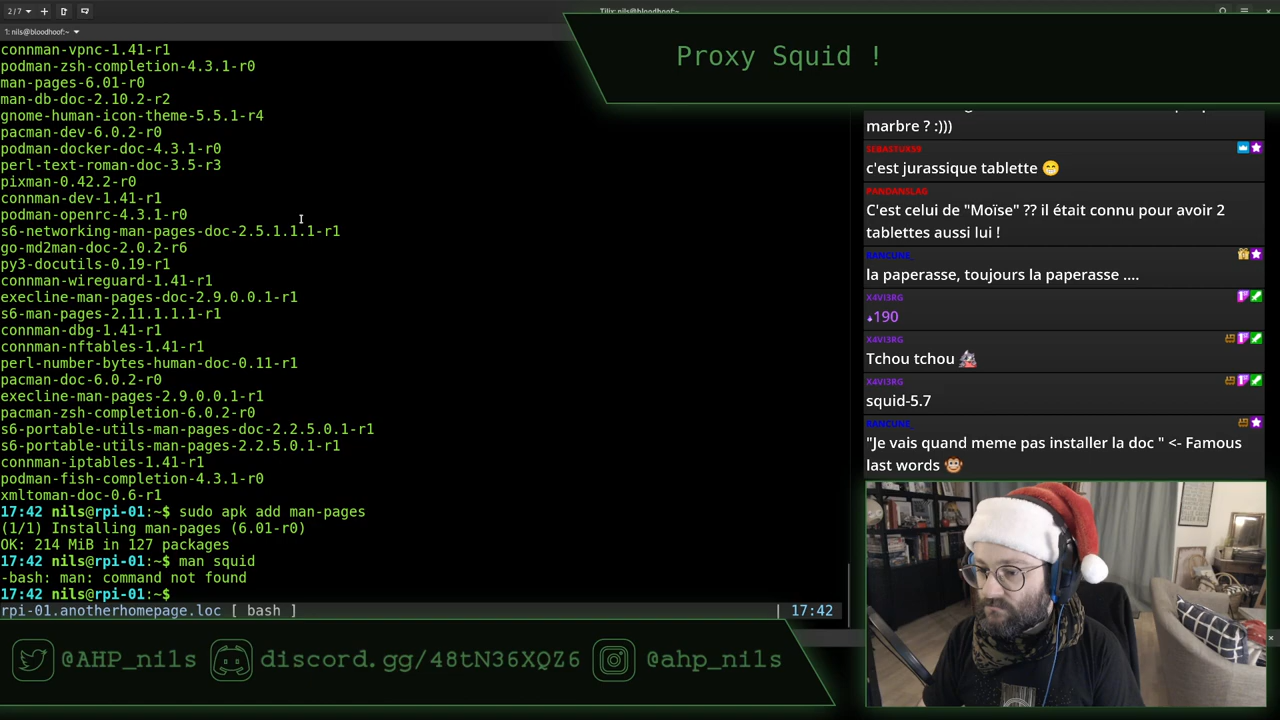 2/7
Tilix: nils@bloodhoof:~
1: nils@bloodhoof:~
Proxy Squid !
connman-vpnc-1.41-r1
podman-zsh-completion-4.3.1-r0
man-pages-6.01-r0
man-db-doc-2.10.2-r2
gnome-human-icon-theme-5.5.1-r4
pacman-dev-6.0.2-r0
podman-docker-doc-4.3.1-r0
perl-text-roman-doc-3.5-r3
pixman-0.42.2-r0
connman-dev-1.41-r1
podman-openrc-4.3.1-r0
s6-networking-man-pages-doc-2.5.1.1.1-r1
go-md2man-doc-2.0.2-r6
py3-docutils-0.19-r1
connman-wireguard-1.41-r1
execline-man-pages-doc-2.9.0.0.1-r1
s6-man-pages-2.11.1.1.1-r1
connman-dbg-1.41-r1
connman-nftables-1.41-r1
perl-number-bytes-human-doc-0.11-r1
pacman-doc-6.0.2-r0
execline-man-pages-2.9.0.0.1-r1
pacman-zsh-completion-6.0.2-r0
s6-portable-utils-man-pages-doc-2.2.5.0.1-r1
s6-portable-utils-man-pages-2.2.5.0.1-r1
connman-iptables-1.41-r1
podman-fish-completion-4.3.1-r0
xmltoman-doc-0.6-r1
17:42 nils@rpi-01:~$ sudo apk add man-pages
(1/1) Installing man-pages (6.01-r0)
OK: 214 MiB in 127 packages
17:42 nils@rpi-01:~$ man squid
-bash: man: command not found
17:42 nils@rpi-01:~$
rpi-01.anotherhomepage.loc [ bash ] | 17:42
marbre ? :)))
SEBASTUX59
c'est jurassique tablette 😁
PANDANSLAG
C'est celui de "Moïse" ?? il était connu pour avoir 2
tablettes aussi lui !
RANCUNE_
la paperasse, toujours la paperasse ....
X4VI3RG
190
X4VI3RG
Tchou tchou
X4VI3RG
squid-5.7
RANCUNE_
"Je vais quand meme pas installer la doc " <- Famous
last words
@AHP_nils discord.gg/48tN36XQZ6 @ahp_nils